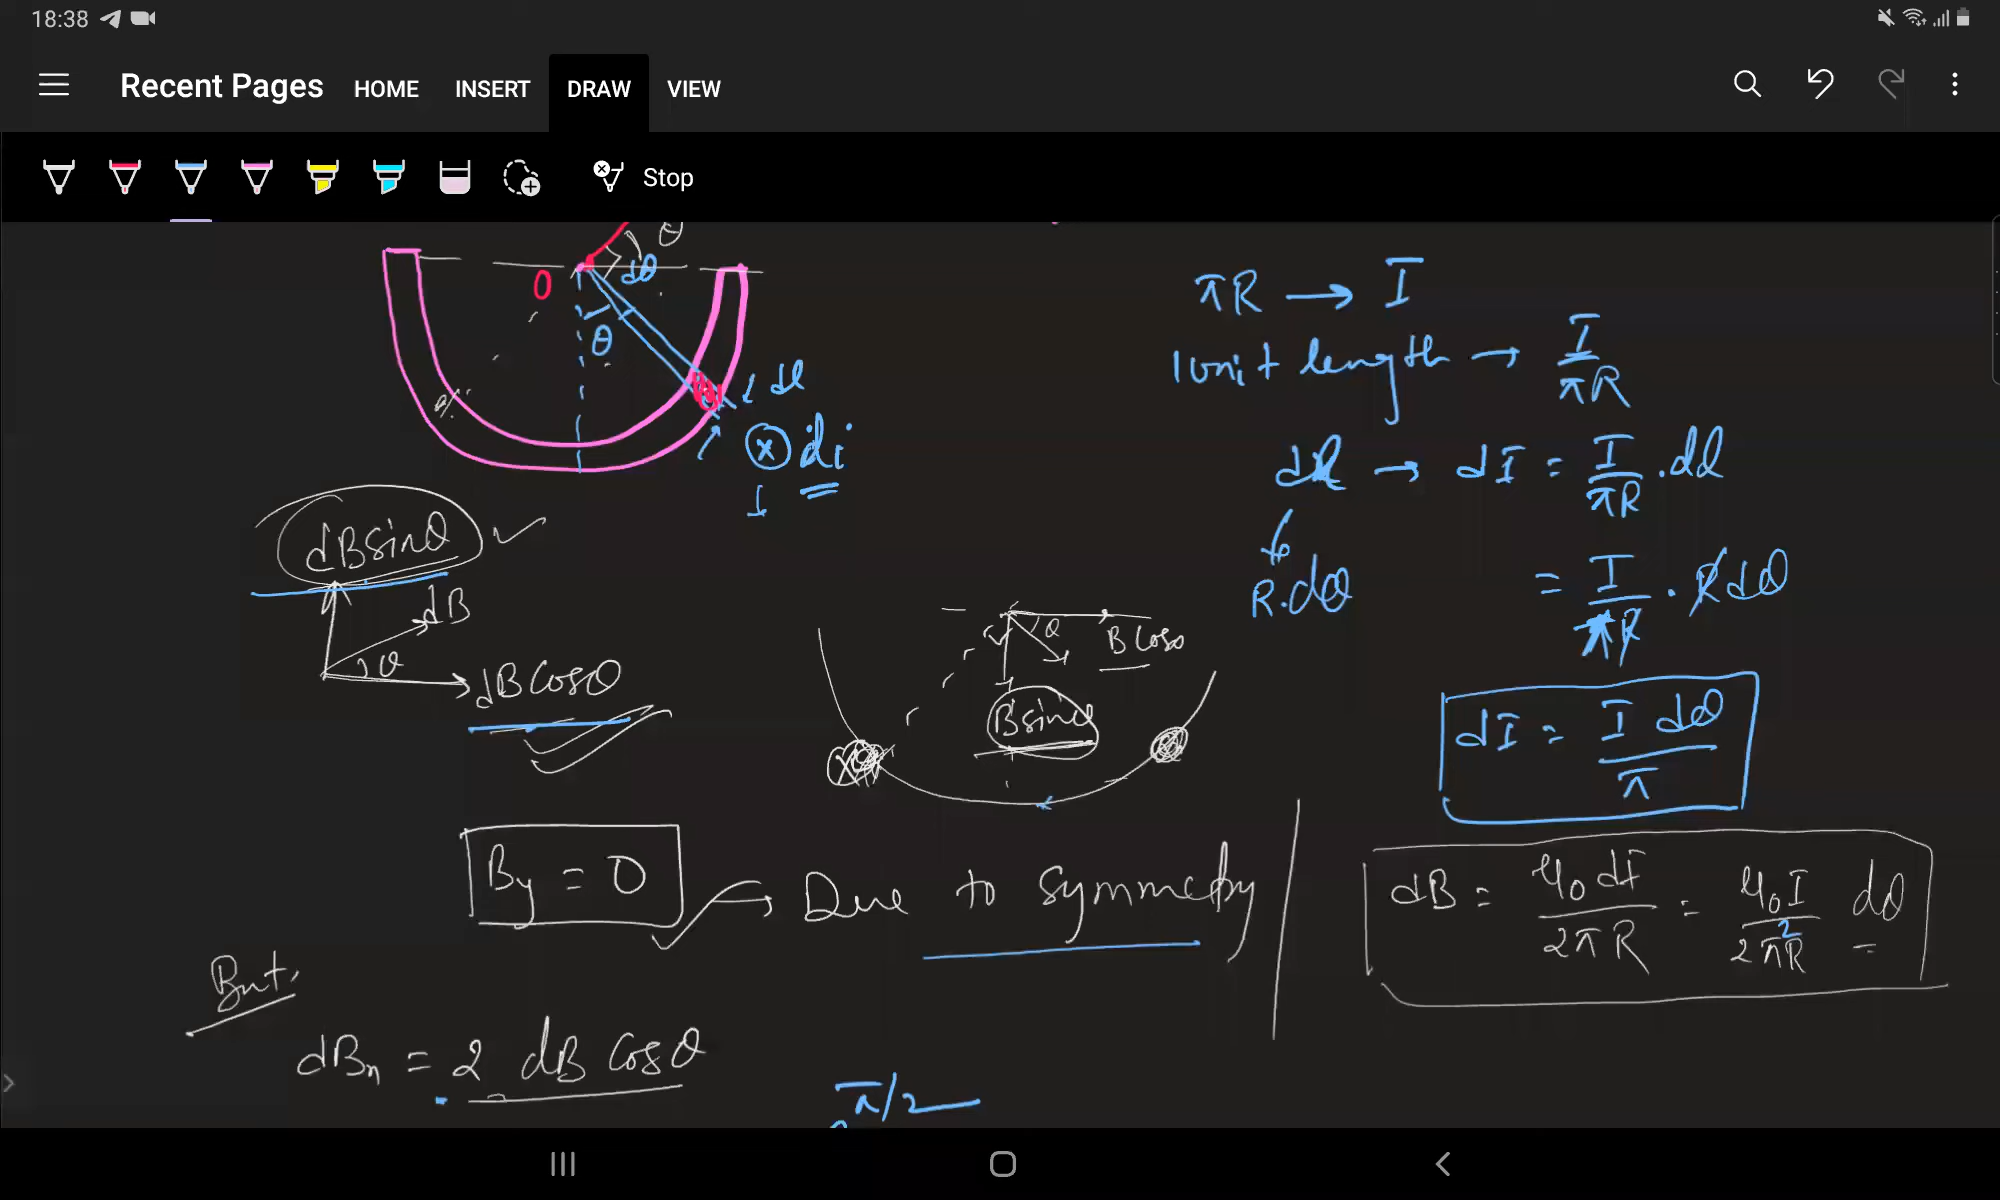 18:38
Recent Pages HOME INSERT DRAW VIEW
Stop
θ
O dθ
θ
dl
⊗ di
I
πR → I
1 unit length → I/πR
dl → dI = I/πR . dl
R.dθ
= I/πR . R dθ
dI = I dθ/π
dB sinθ
dB
θ
dB cosθ
θ
B cosθ
B sinθ
By = 0 → Due to symmetry
dB = μ₀ dI/2πR = μ₀ I/2π²R dθ
But,
dBn = 2 dB cosθ
π/2